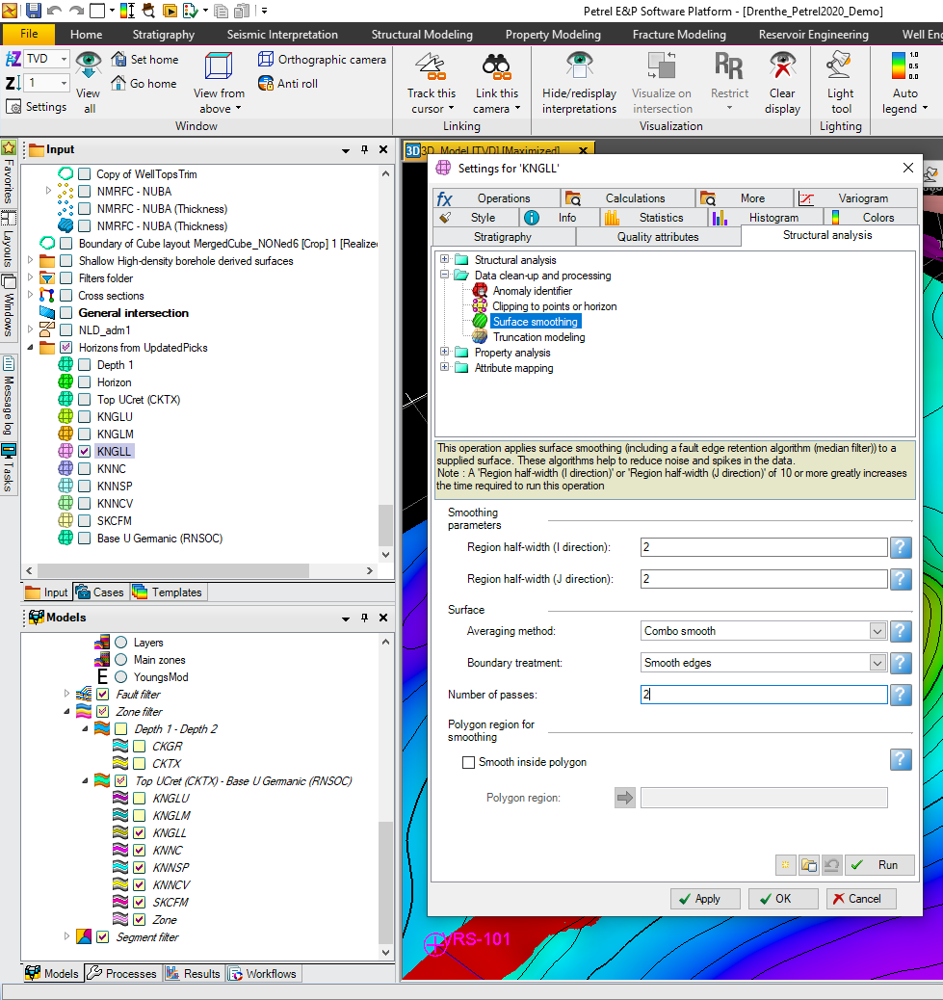 Petrel E&P Software Platform - [Drenthe_Petrel2020_Demo]
File Home Stratigraphy Seismic Interpretation Structural Modeling Property Modeling Fracture Modeling Reservoir Engineering Well Eng
TVD
1
Settings
View all
Set home
Go home
View from above
Orthographic camera
Anti roll
Window
Track this cursor
Link this camera
Linking
Hide/redisplay interpretations
Visualize on intersection
Restrict
Clear display
Visualization
Light tool
Lighting
1.0
0.5
0.0
Auto legend
Favorites
Layouts
Windows
Message log
Tasks
Input
Copy of WellTopsTrim
NMRFC - NUBA
NMRFC - NUBA (Thickness)
NMRFC - NUBA (Thickness)
Boundary of Cube layout MergedCube_NONed6 [Crop] 1 [Realize
Shallow High-density borehole derived surfaces
Filters folder
Cross sections
General intersection
NLD_adm1
Horizons from UpdatedPicks
Depth 1
Horizon
Top UCret (CKTX)
KNGLU
KNGLM
KNGLL
KNNC
KNNSP
KNNCV
SKCFM
Base U Germanic (RNSOC)
Input Cases Templates
Models
Layers
Main zones
E YoungsMod
Fault filter
Zone filter
Depth 1 - Depth 2
CKGR
CKTX
Top UCret (CKTX) - Base U Germanic (RNSOC)
KNGLU
KNGLM
KNGLL
KNNC
KNNSP
KNNCV
SKCFM
Zone
Segment filter
Models Processes Results Workflows
3D 3D_Model [TVD] [Maximized]
Settings for 'KNGLL'
fx Operations Calculations More Variogram
Style Info Statistics Histogram Colors
Stratigraphy Quality attributes Structural analysis
Structural analysis
Data clean-up and processing
Anomaly identifier
Clipping to points or horizon
Surface smoothing
Truncation modeling
Property analysis
Attribute mapping
This operation applies surface smoothing (including a fault edge retention algorithm (median filter)) to a
supplied surface. These algorithms help to reduce noise and spikes in the data.
Note : A 'Region half-width (I direction)' or 'Region half-width (J direction)' of 10 or more greatly increases
the time required to run this operation
Smoothing
parameters
Region half-width (I direction): 2 ?
Region half-width (J direction): 2 ?
Surface
Averaging method: Combo smooth ?
Boundary treatment: Smooth edges ?
Number of passes: 2 ?
Polygon region for
smoothing
Smooth inside polygon ?
Polygon region:
Run
Apply OK Cancel
VRS-101